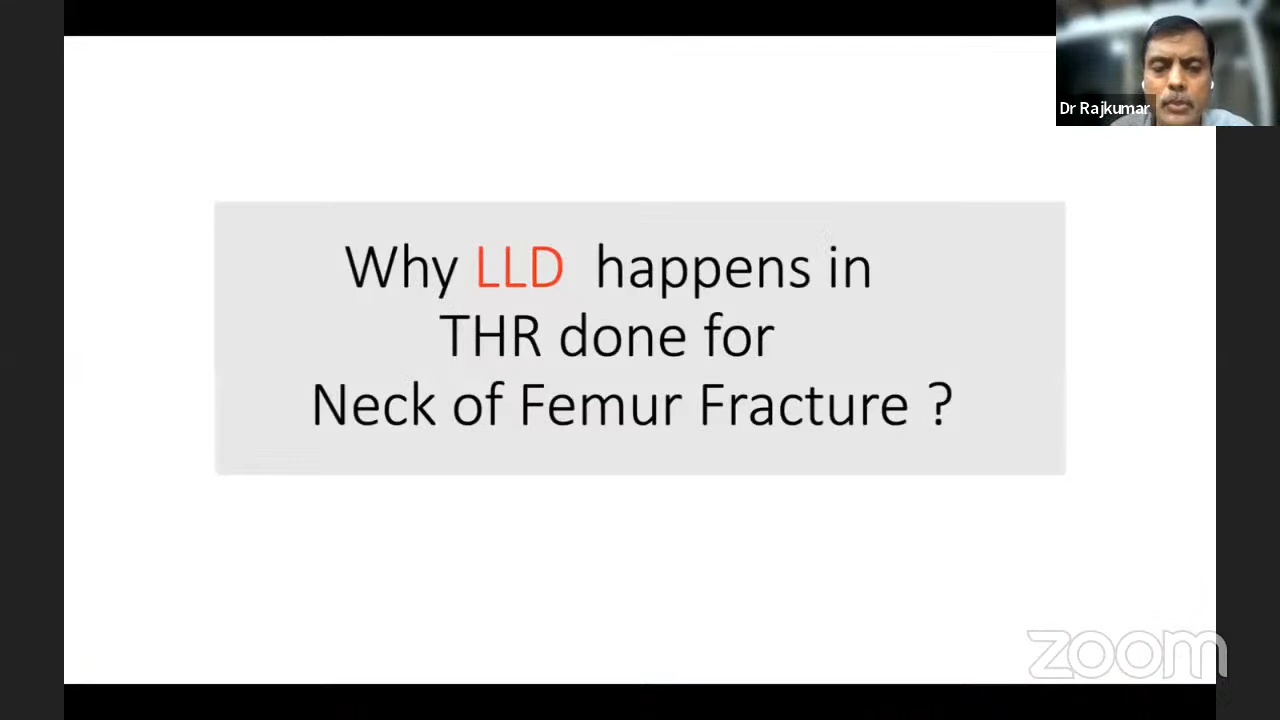 Dr Rajkumar
Why LLD happens in
THR done for
Neck of Femur Fracture ?
zoom